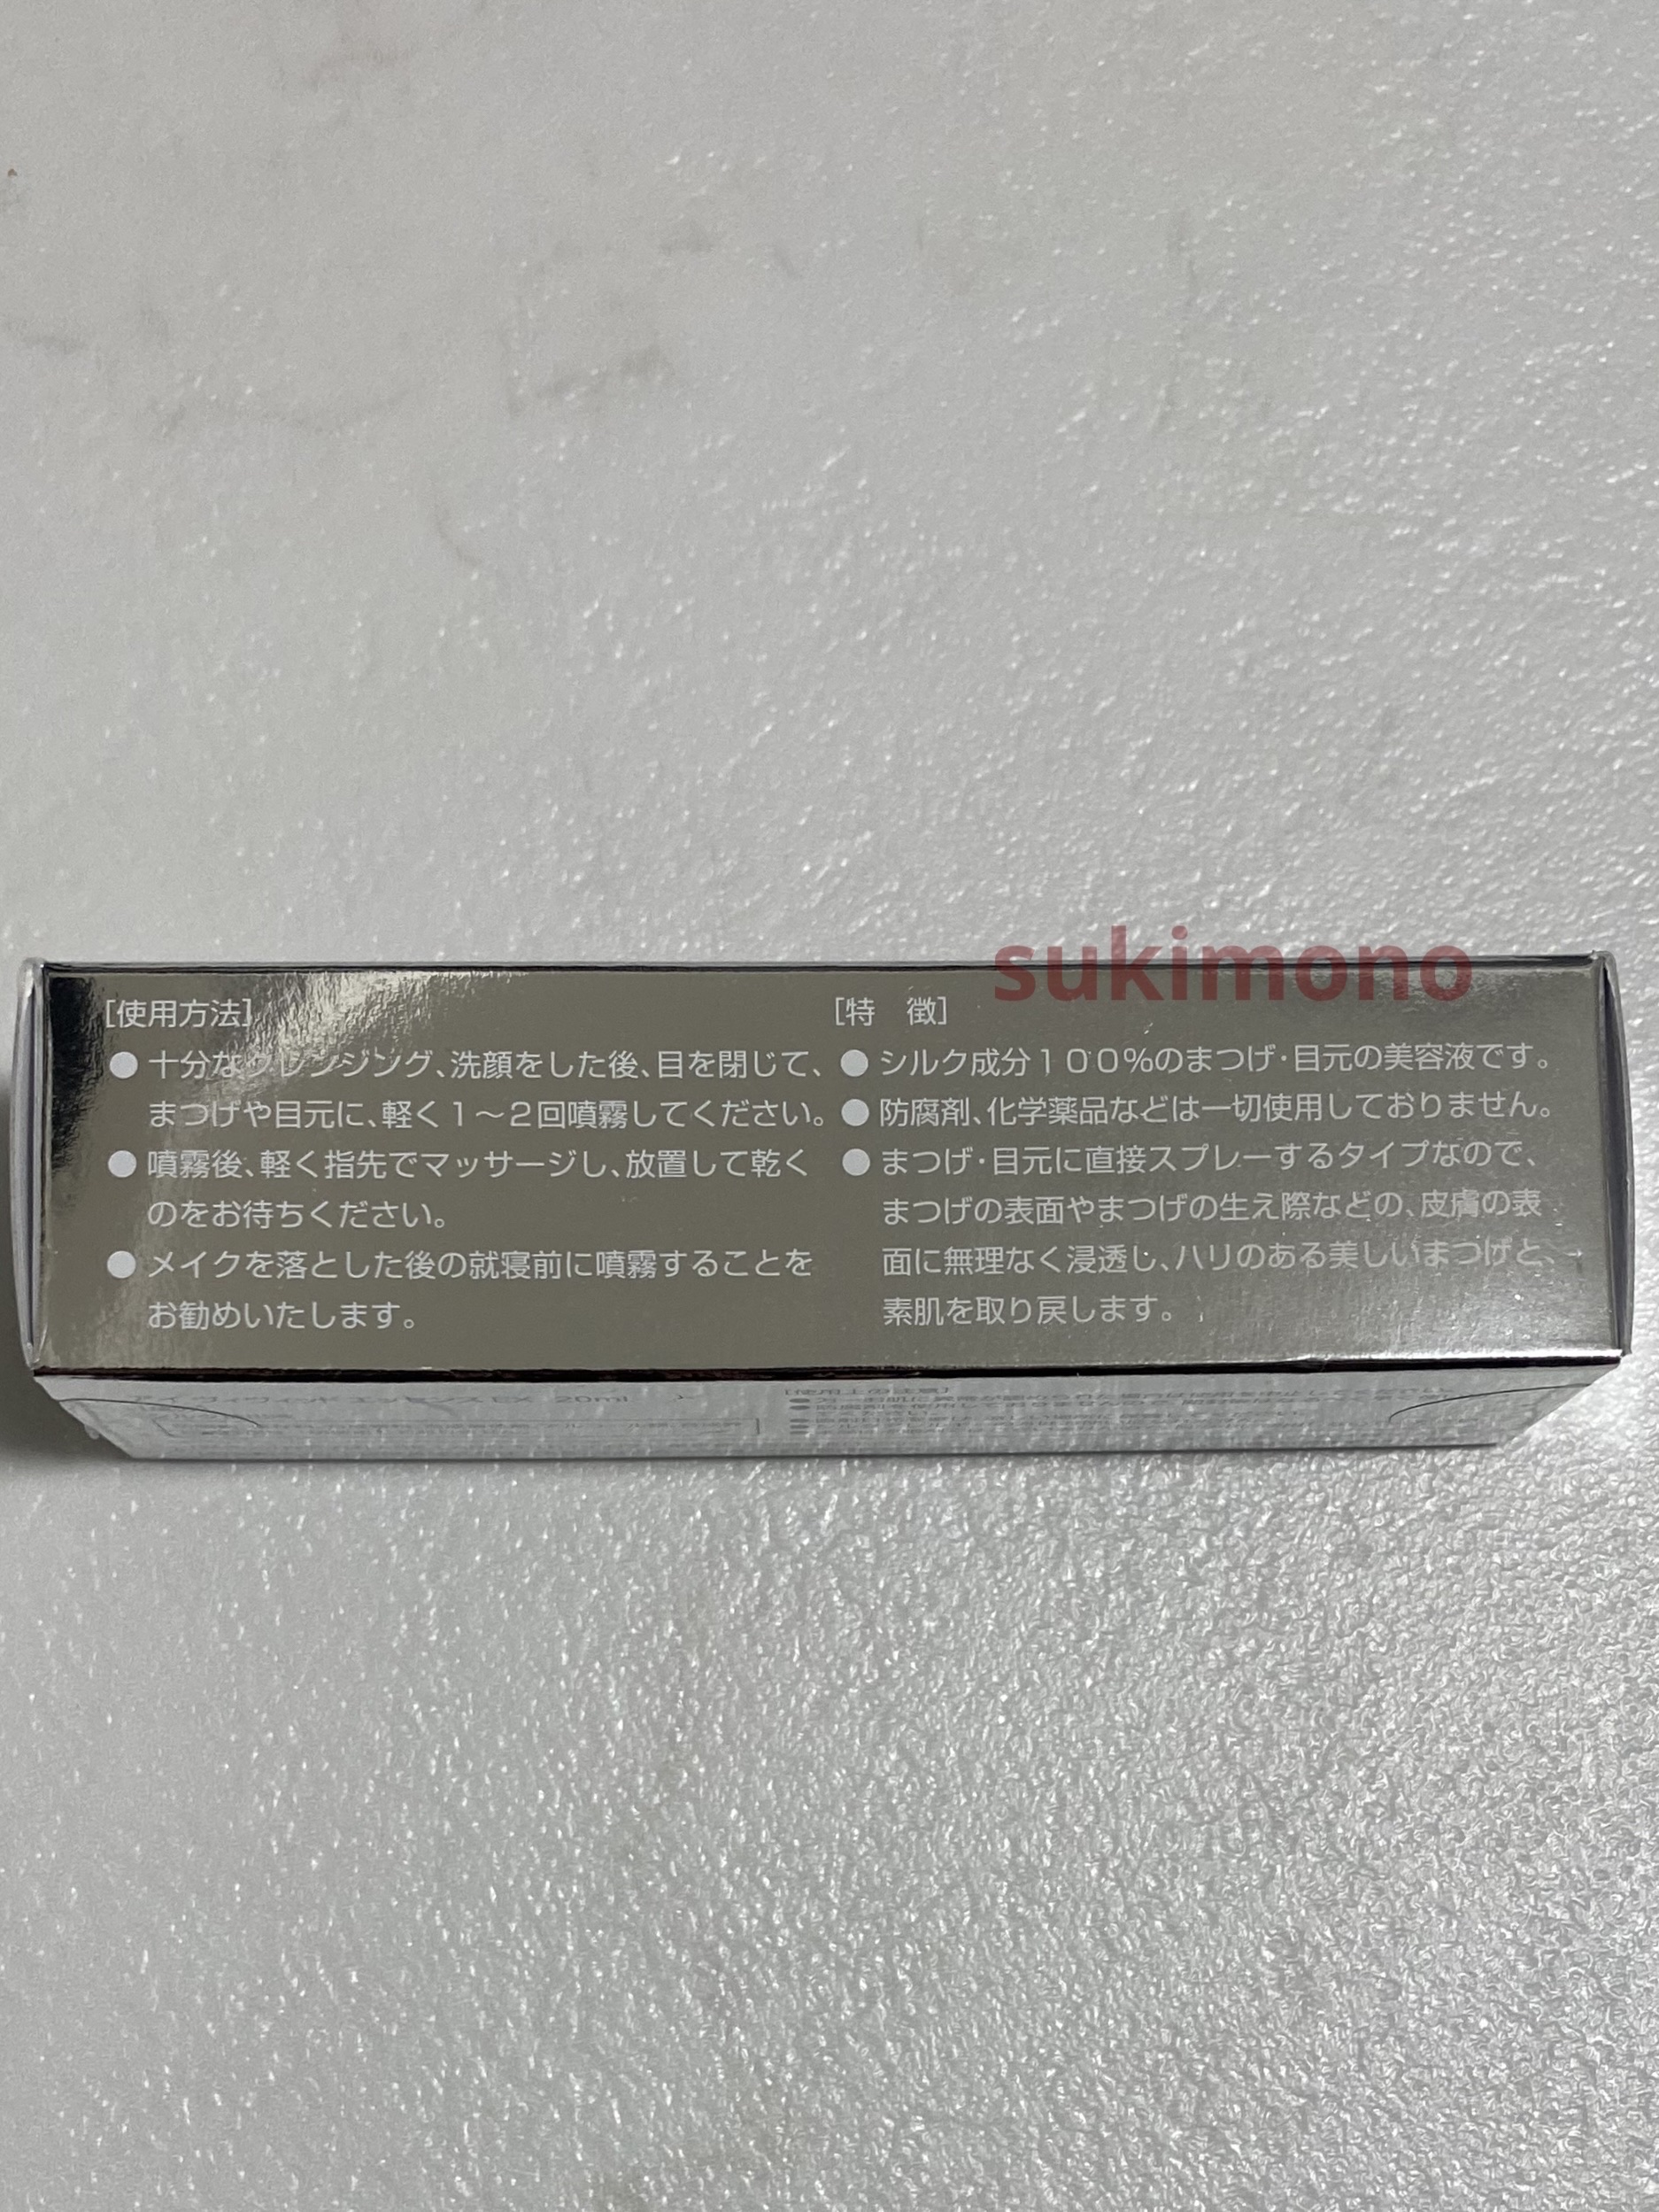 sukimono
[使用方法]
●十分なクレンジング、洗顔をした後、目を閉じて、
まつげや目元に、軽く1〜2回噴霧してください。
●噴霧後、軽く指先でマッサージし、放置して乾く
のをお待ちください。
●メイクを落とした後の就寝前に噴霧することを
お勧めいたします。
[特　徴]
●シルク成分100%のまつげ・目元の美容液です。
●防腐剤、化学薬品などは一切使用しておりません。
●まつげ・目元に直接スプレーするタイプなので、
まつげの表面やまつげの生え際などの、皮膚の表
面に無理なく浸透し、ハリのある美しいまつげと、
素肌を取り戻します。
EX 20ml
[使用上の注意]